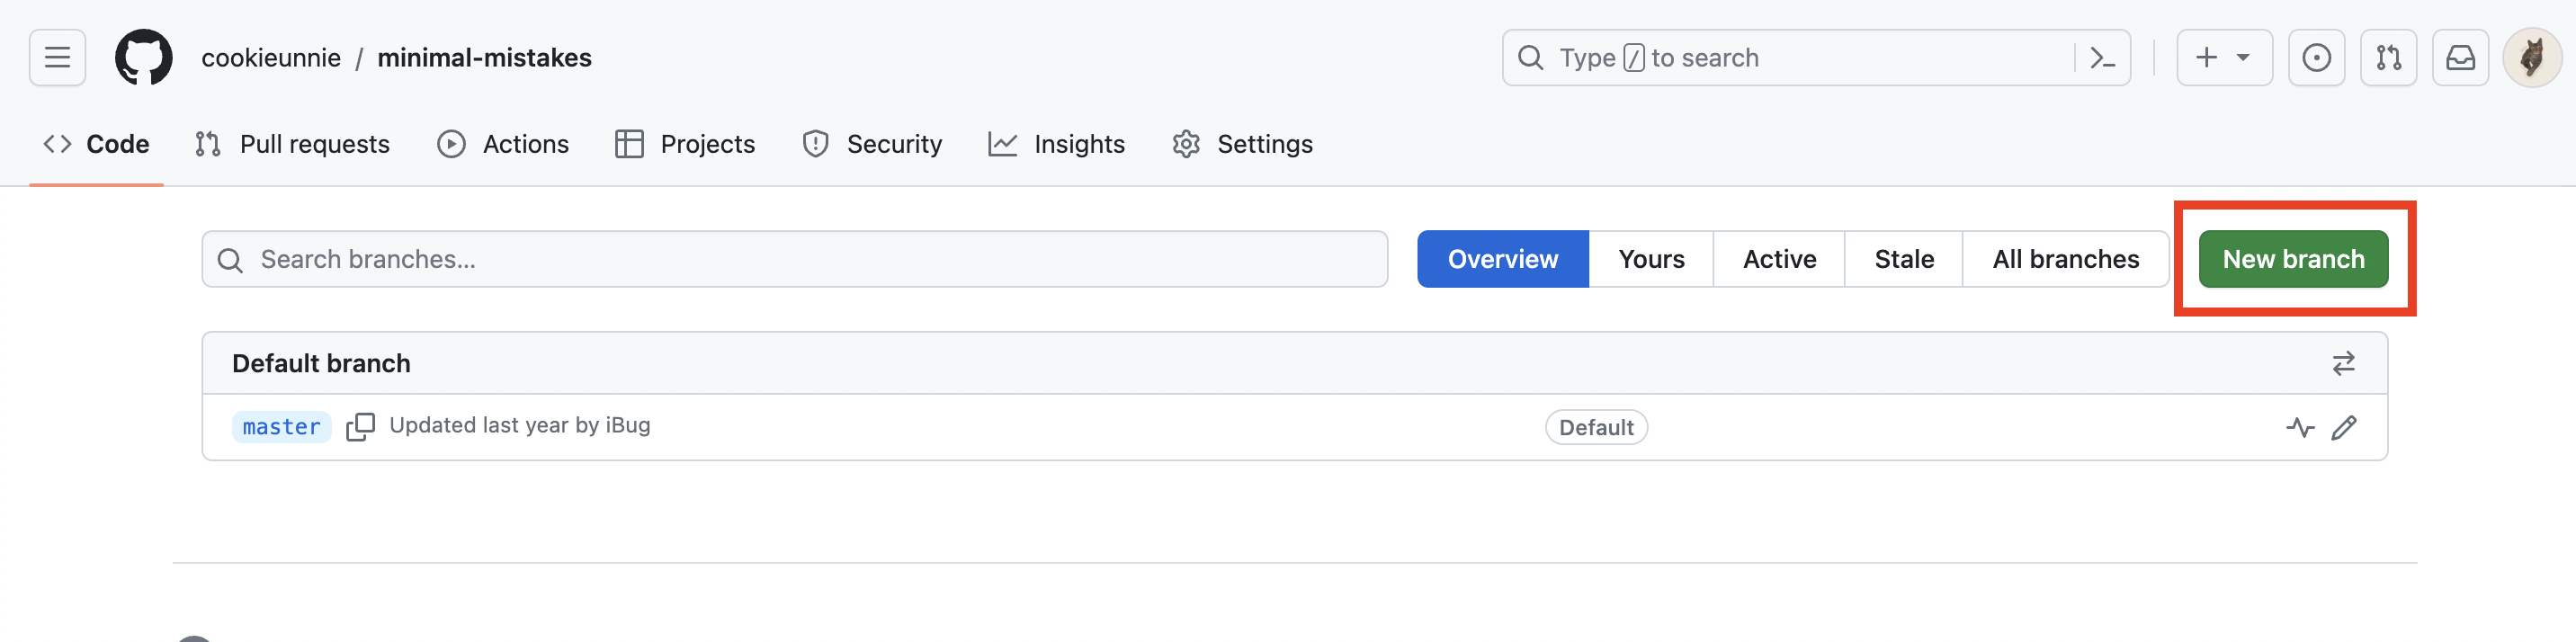 cookieunnie / minimal-mistakes Type / to search
Code Pull requests Actions Projects Security Insights Settings
Search branches... Overview Yours Active Stale All branches New branch
Default branch
master Updated last year by iBug Default